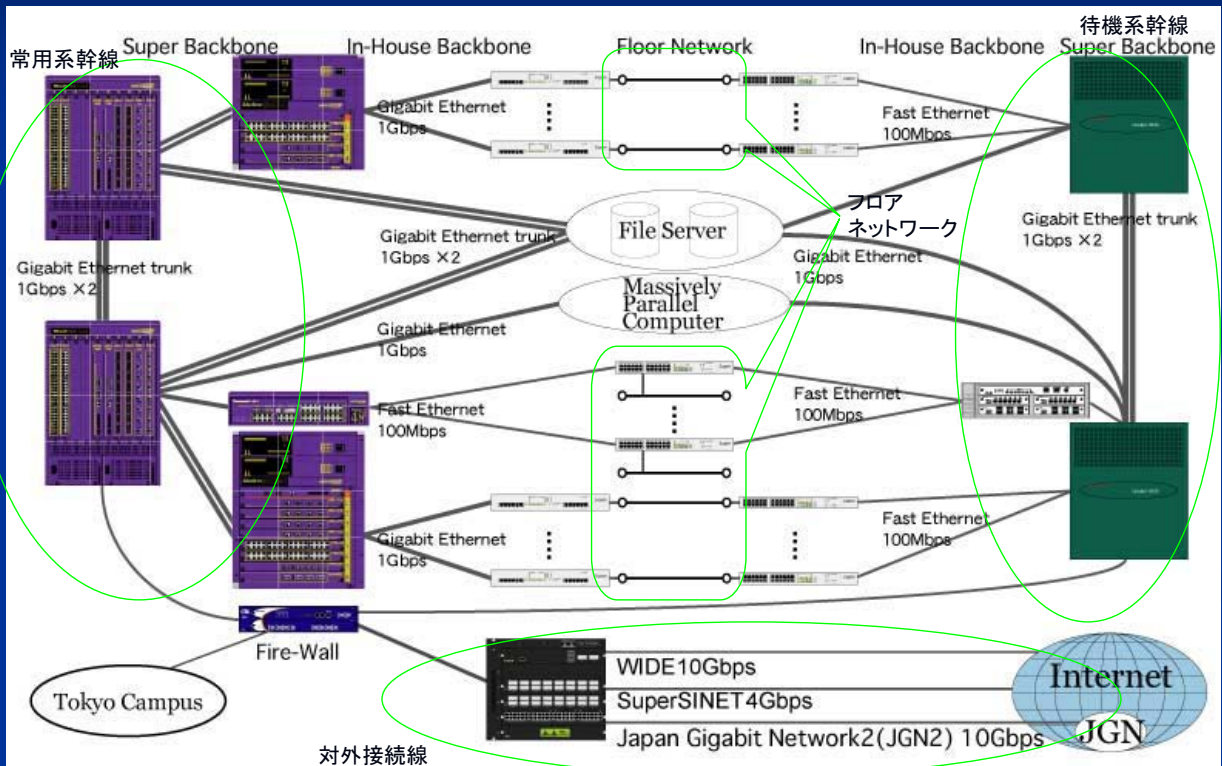 待機系幹線
常用系幹線
Super Backbone
In-House Backbone
Floor Network
In-House Backbone
Super Backbone
Gigabit Ethernet
1Gbps
Fast Ethernet
100Mbps
File Server
フロア
ネットワーク
Gigabit Ethernet trunk
1Gbps ×2
Gigabit Ethernet trunk
1Gbps ×2
Gigabit Ethernet trunk
1Gbps ×2
Gigabit Ethernet
1Gbps
Massively
Parallel
Computer
Gigabit Ethernet
1Gbps
Fast Ethernet
100Mbps
Fast Ethernet
100Mbps
Gigabit Ethernet
1Gbps
Fast Ethernet
100Mbps
Fire-Wall
Tokyo Campus
WIDE10Gbps
SuperSINET4Gbps
Japan Gigabit Network2(JGN2) 10Gbps
Internet
JGN
対外接続線